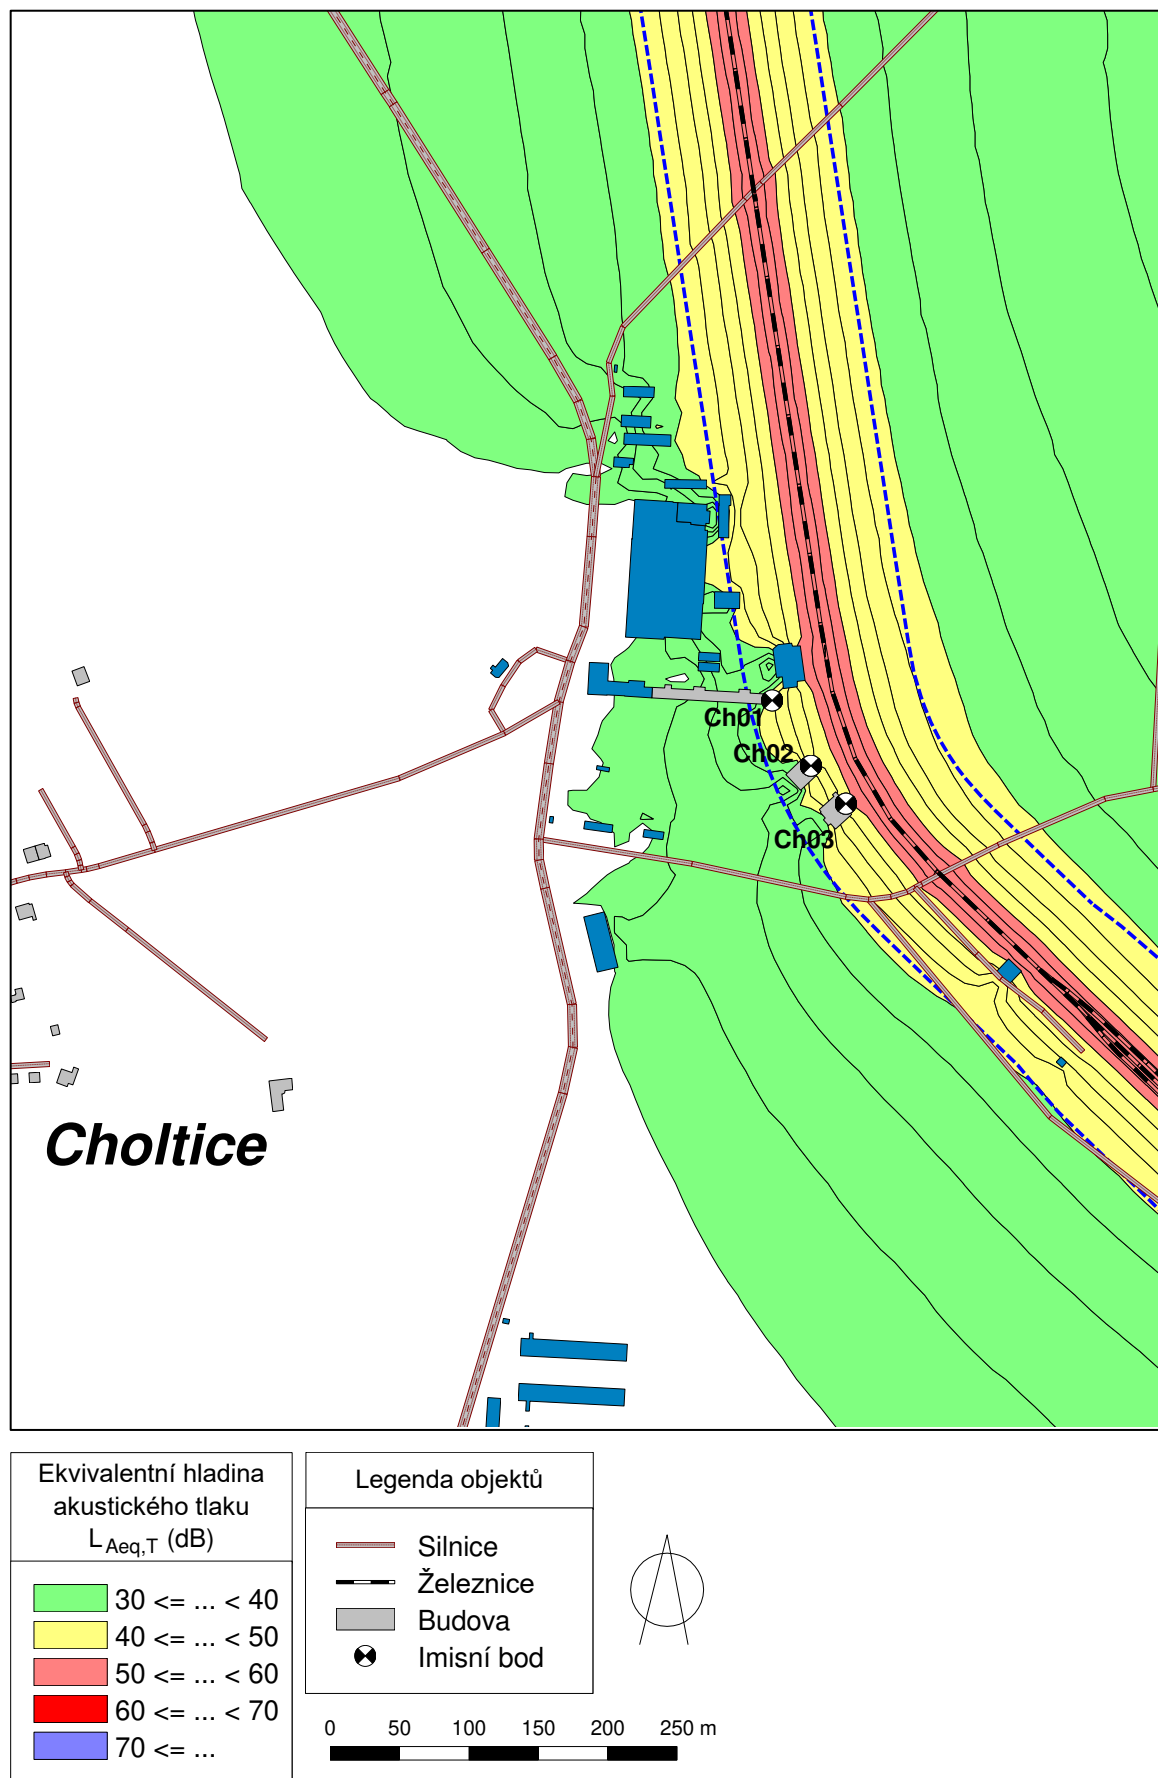 Ch01
Ch02
Ch03
Choltice
Ekvivalentní hladina
akustického tlaku
L Aeq,T (dB)
30 <= ... < 40
40 <= ... < 50
50 <= ... < 60
60 <= ... < 70
70 <= ...
Legenda objektů
Silnice
Železnice
Budova
Imisní bod
0 50 100 150 200 250 m